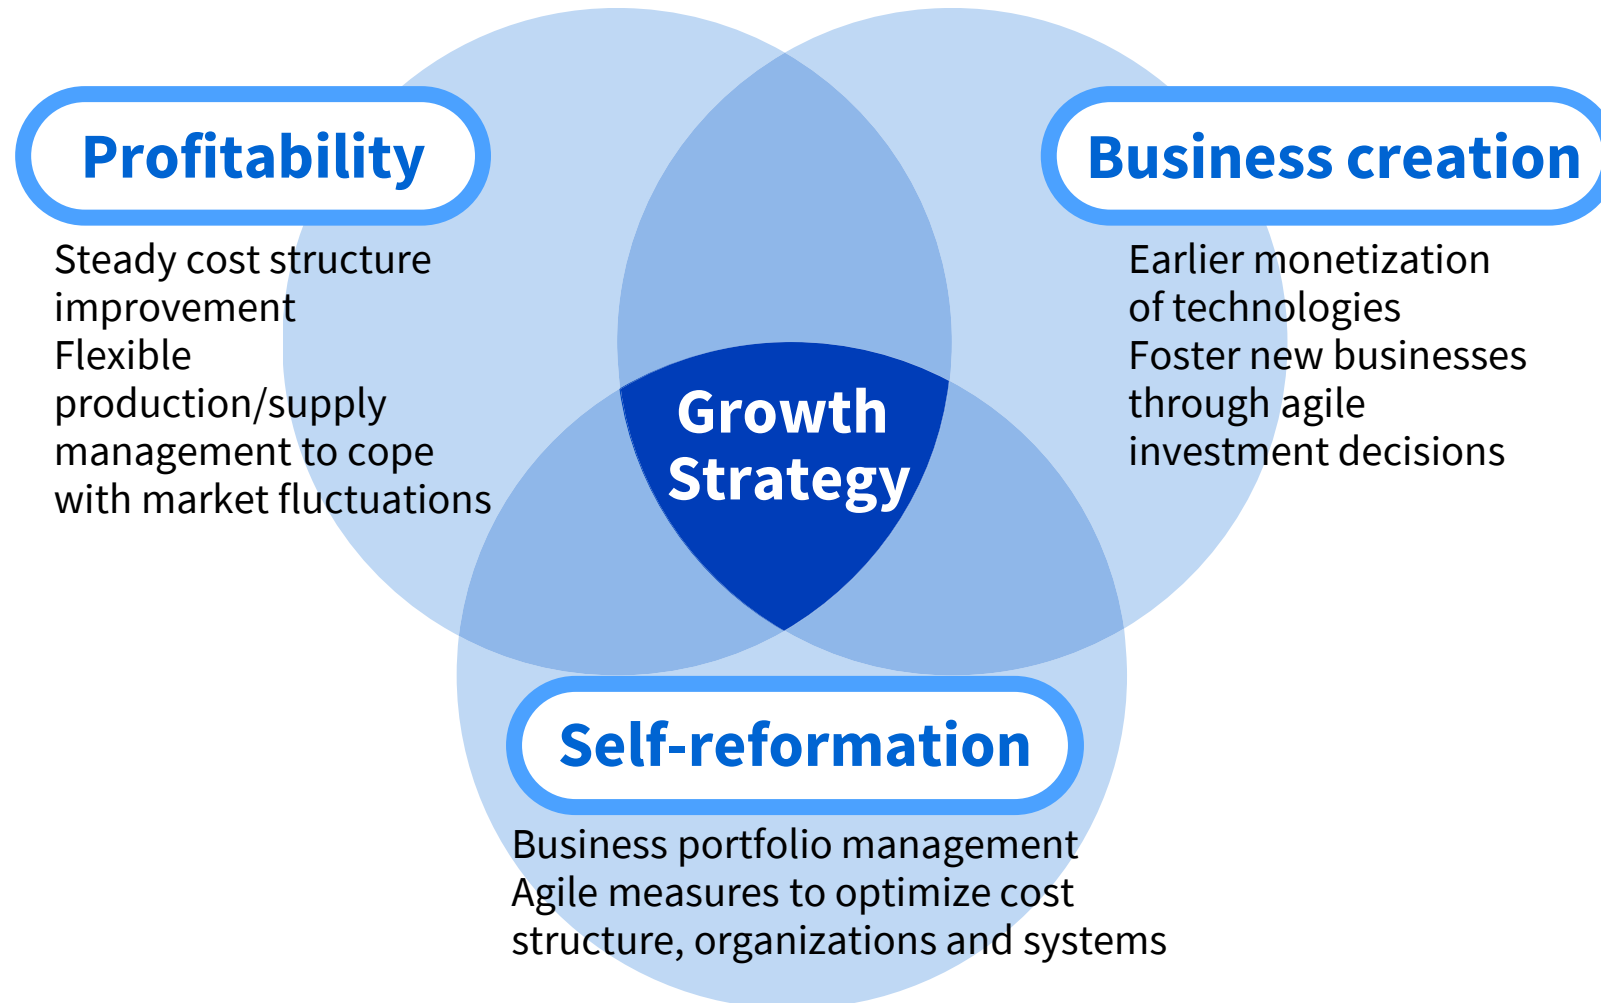 Profitability
Steady cost structure
improvement
Flexible
production/supply
management to cope
with market fluctuations
Business creation
Earlier monetization
of technologies
Foster new businesses
through agile
investment decisions
Growth
Strategy
Self-reformation
Business portfolio management
Agile measures to optimize cost
structure, organizations and systems